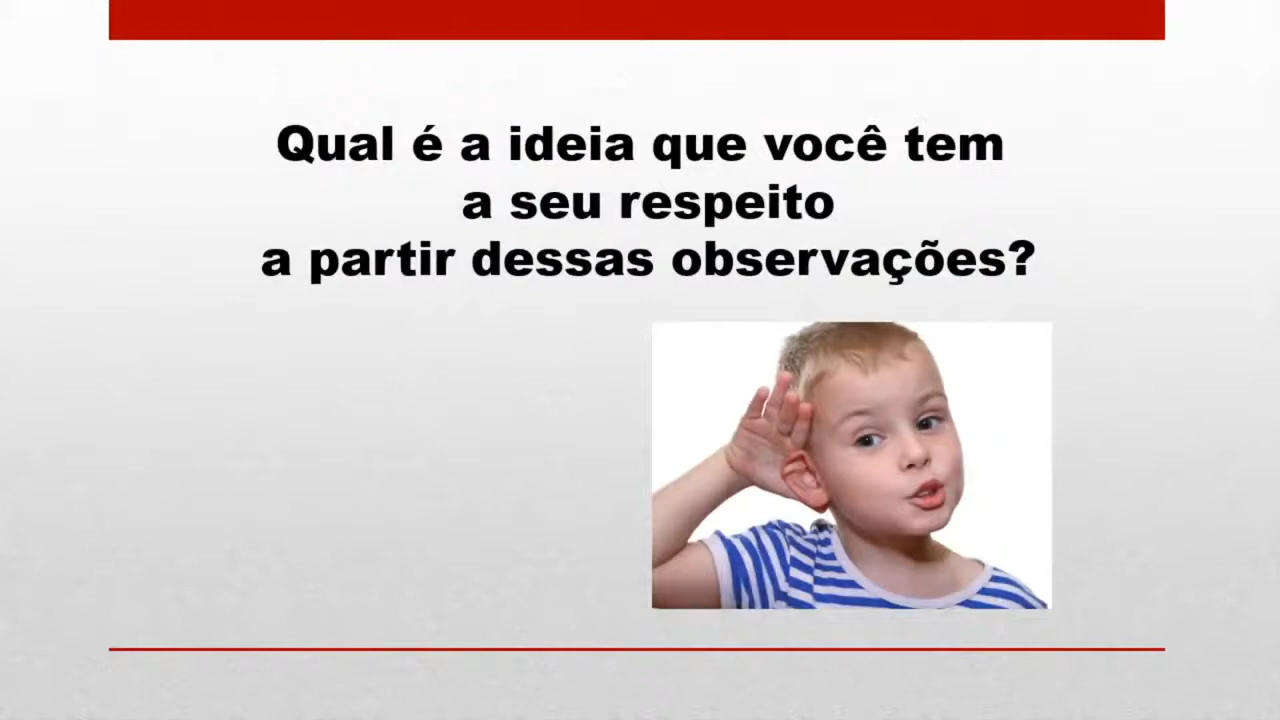 Qual é a ideia que você tem
a seu respeito
a partir dessas observações?